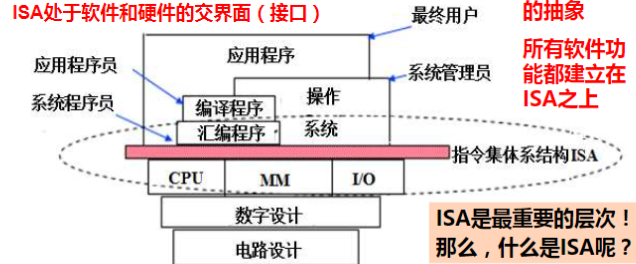 ISA处于软件和硬件的交界面（接口）
最终用户
的抽象
应用程序
所有软件功
能都建立在
ISA之上
应用程序员
系统管理员
编译程序
操作
系统程序员
汇编程序
系统
指令集体系结构ISA
CPU
MM
I/O
数字设计
ISA是最重要的层次！
那么，什么是ISA呢？
电路设计